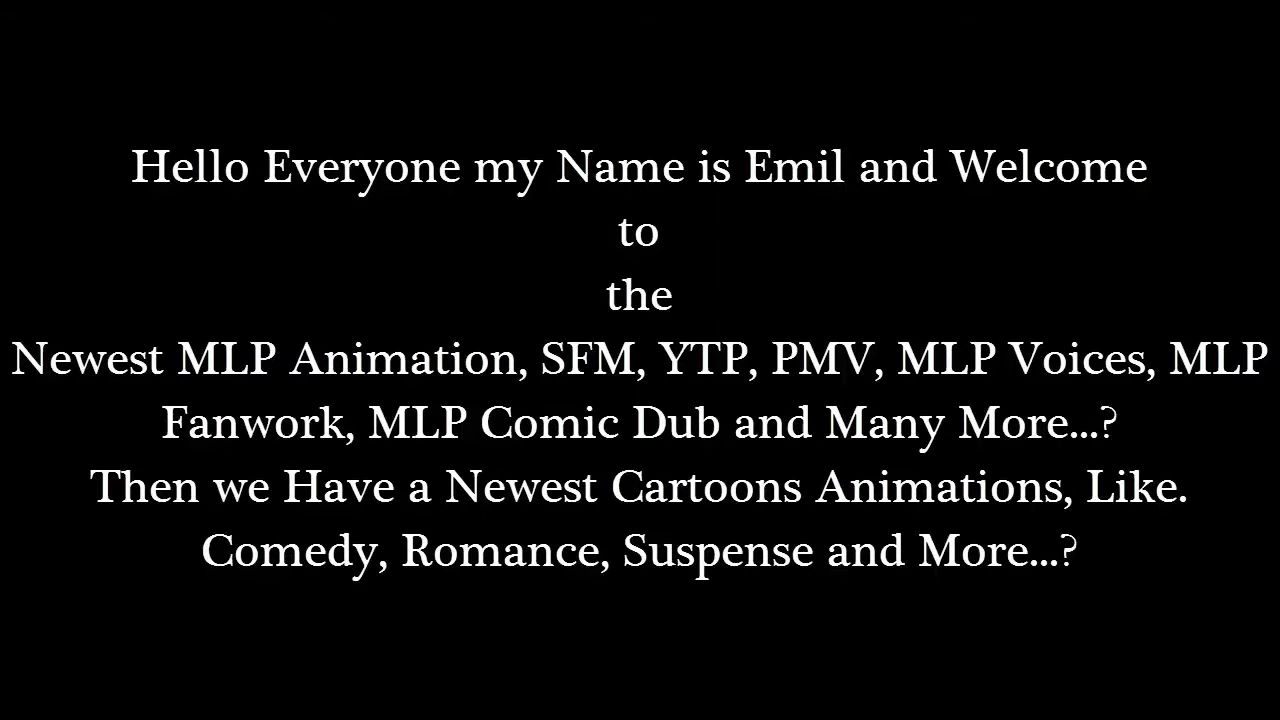 Hello Everyone my Name is Emil and Welcome
to
the
Newest MLP Animation, SFM, YTP, PMV, MLP Voices, MLP
Fanwork, MLP Comic Dub and Many More...?
Then we Have a Newest Cartoons Animations, Like.
Comedy, Romance, Suspense and More...?